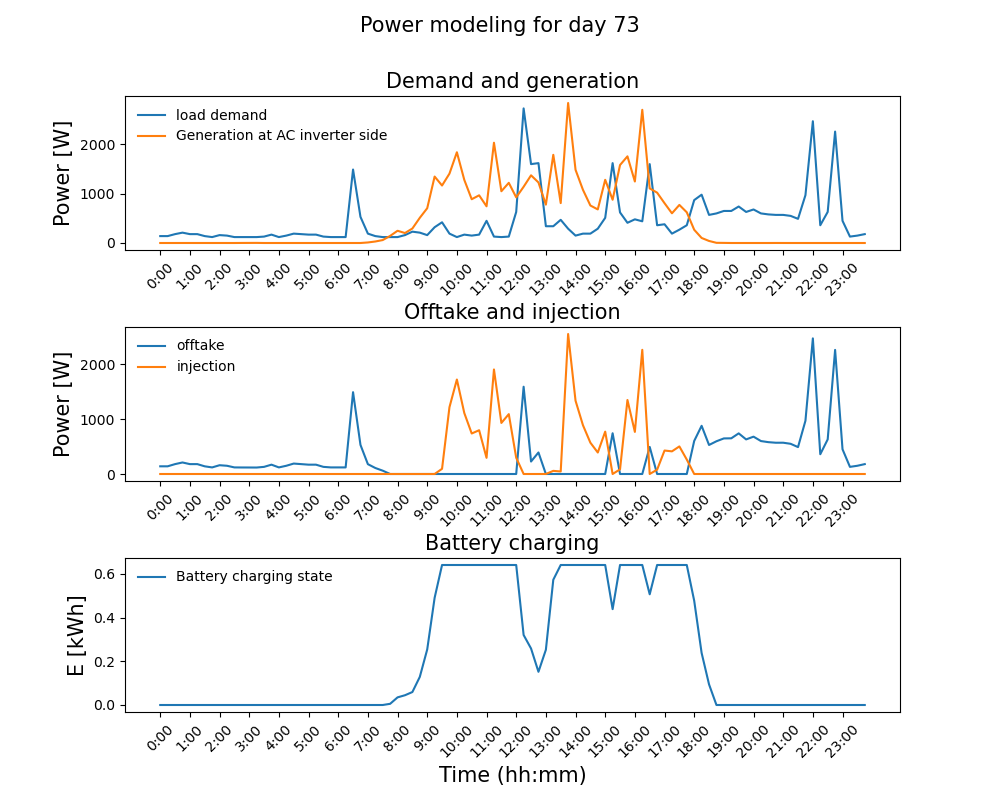 Power modeling for day 73
Demand and generation
Power [W]
2000
1000
0
load demand
Generation at AC inverter side
0:00 1:00 2:00 3:00 4:00 5:00 6:00 7:00 8:00 9:00 10:00 11:00 12:00 13:00 14:00 15:00 16:00 17:00 18:00 19:00 20:00 21:00 22:00 23:00
Offtake and injection
Power [W]
2000
1000
0
offtake
injection
0:00 1:00 2:00 3:00 4:00 5:00 6:00 7:00 8:00 9:00 10:00 11:00 12:00 13:00 14:00 15:00 16:00 17:00 18:00 19:00 20:00 21:00 22:00 23:00
Battery charging
E [kWh]
0.6
0.4
0.2
0.0
Battery charging state
0:00 1:00 2:00 3:00 4:00 5:00 6:00 7:00 8:00 9:00 10:00 11:00 12:00 13:00 14:00 15:00 16:00 17:00 18:00 19:00 20:00 21:00 22:00 23:00
Time (hh:mm)